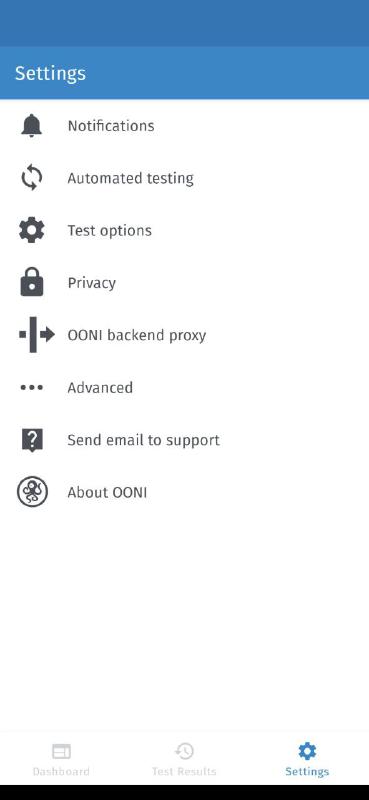 Settings
Notifications
Automated testing
Test options
Privacy
OONI backend proxy
Advanced
Send email to support
About OONI
Dashboard
Test Results
Settings